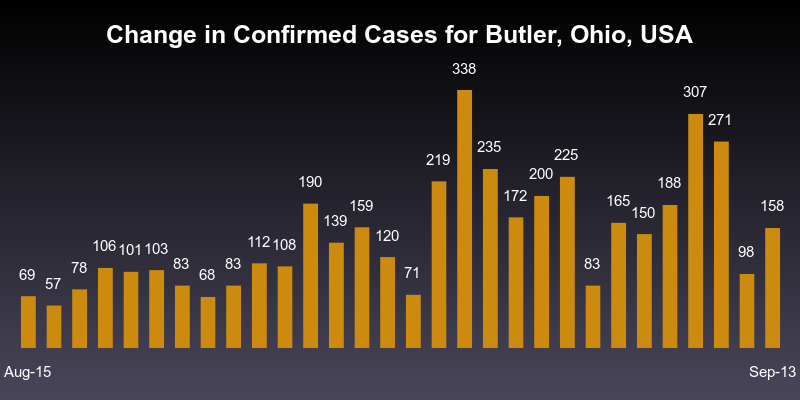 Change in Confirmed Cases for Butler, Ohio, USA
69 57 78 106 101 103 83 68 83 112 108 190 139 159 120 71 219 338 235 172 200 225 83 165 150 188 307 271 98 158
Aug-15 Sep-13